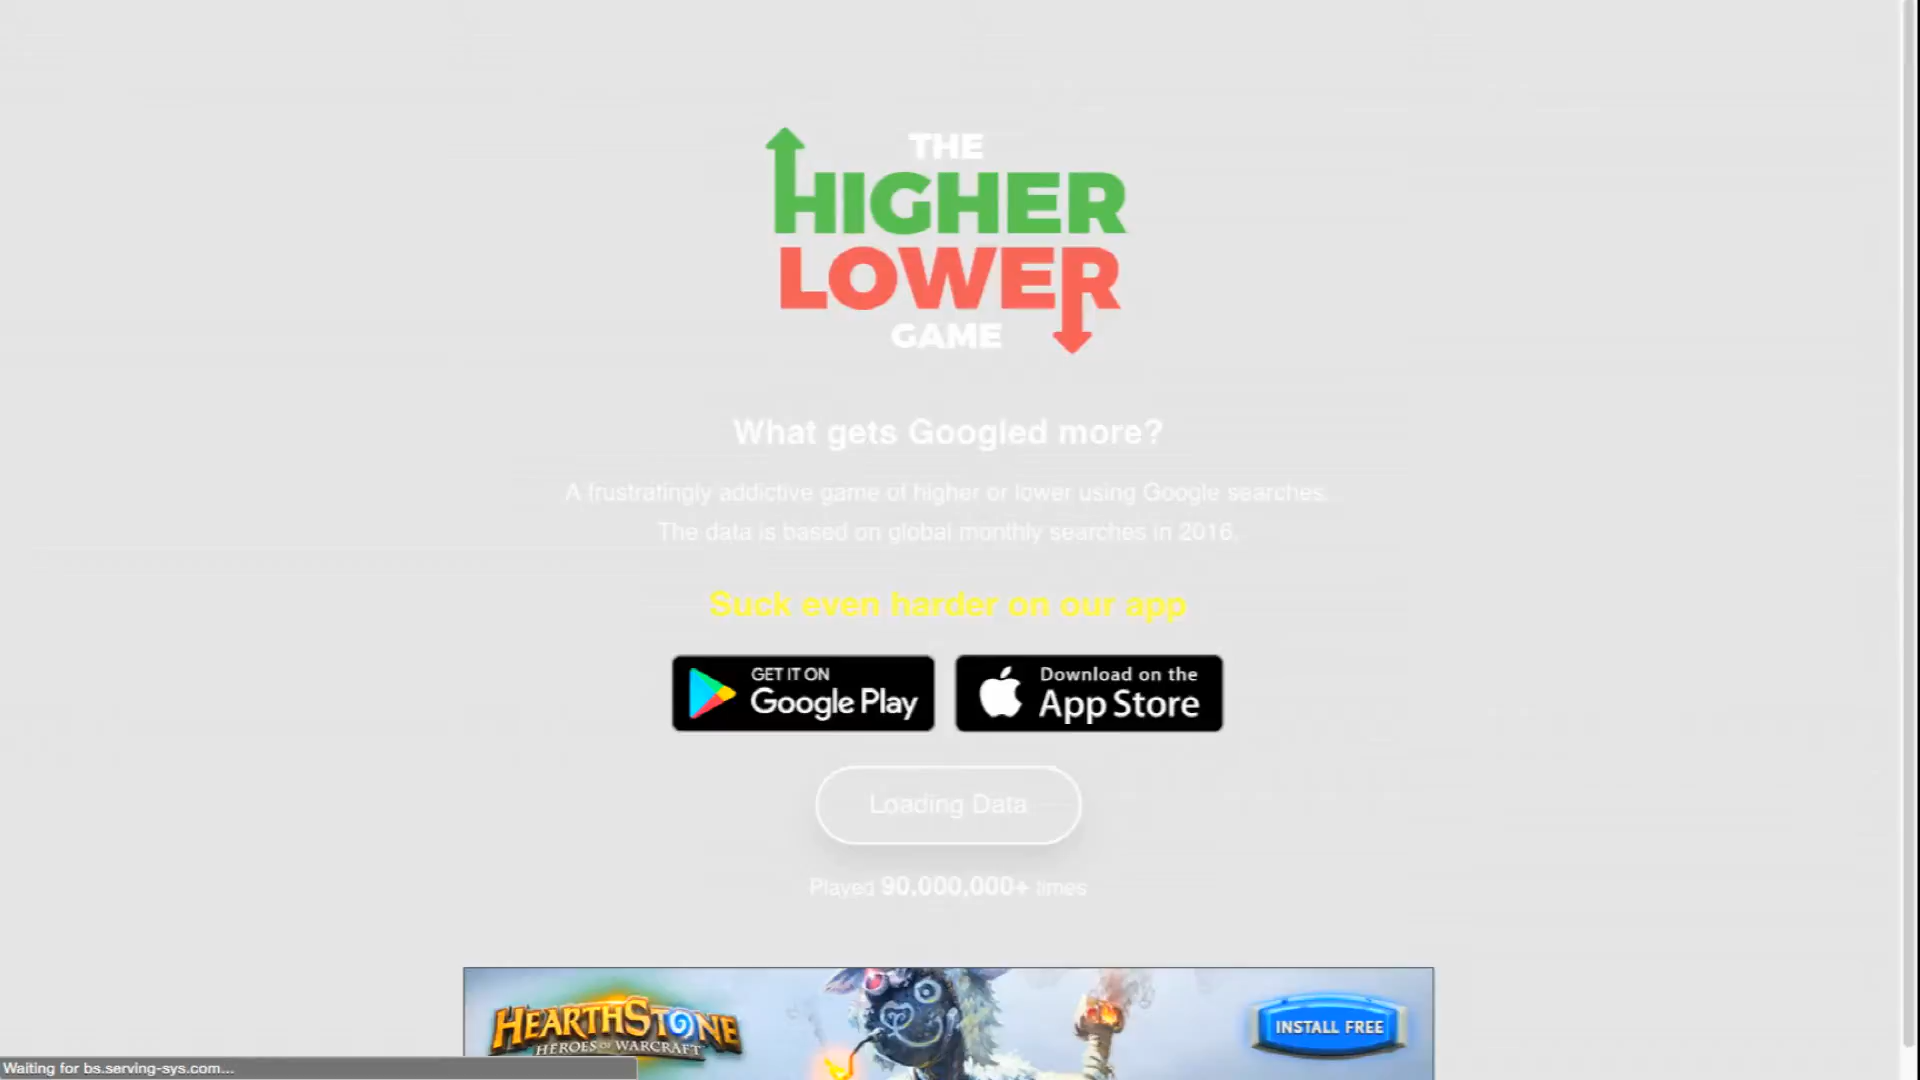 THE
HIGHER
LOWER
GAME
What gets Googled more?
A frustratingly addictive game of higher or lower using Google searches.
The data is based on global monthly searches in 2016.
Suck even harder on our app
GET IT ON
Google Play
Download on the
App Store
Loading Data
Played 90,000,000+ times
HEARTHSTONE
HEROES OF WARCRAFT
INSTALL FREE
Waiting for bs.serving-sys.com...